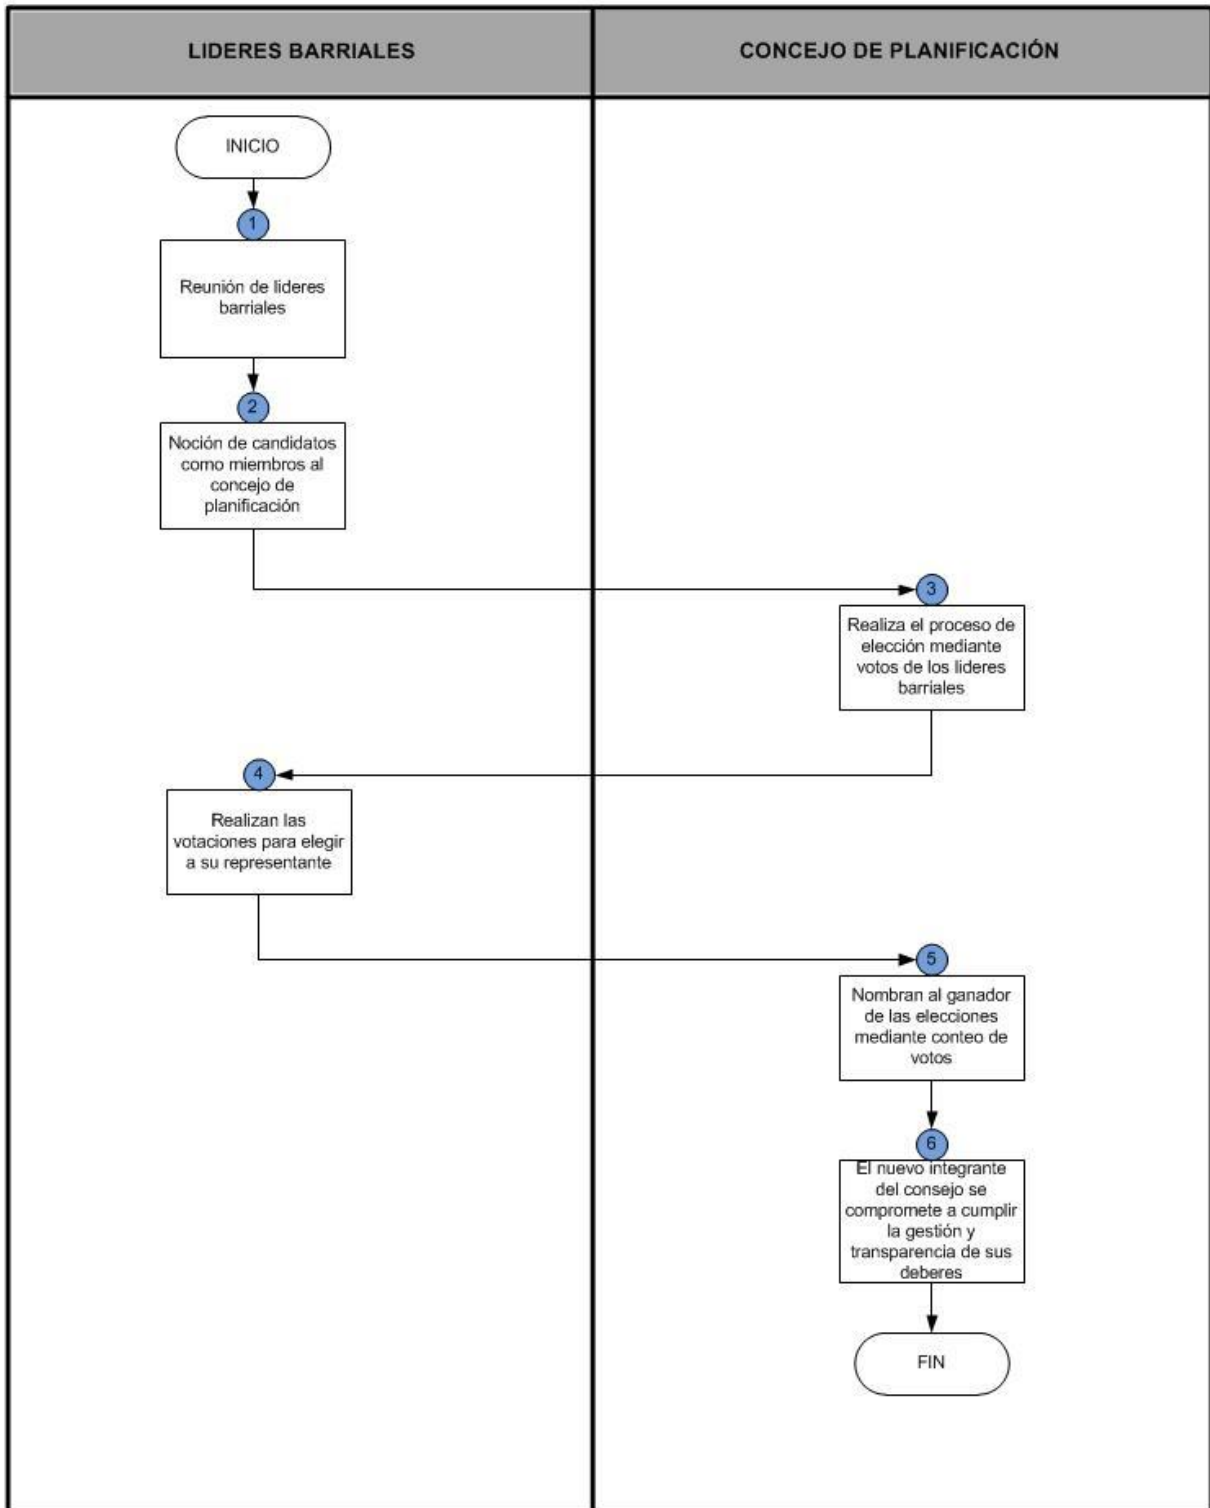 LIDERES BARRIALES
CONCEJO DE PLANIFICACIÓN
INICIO
1
Reunión de lideres
barriales
2
Noción de candidatos
como miembros al
concejo de
planificación
3
Realiza el proceso de
elección mediante
votos de los lideres
barriales
4
Realizan las
votaciones para elegir
a su representante
5
Nombran al ganador
de las elecciones
mediante conteo de
votos
6
El nuevo integrante
del consejo se
compromete a cumplir
la gestión y
transparencia de sus
deberes
FIN